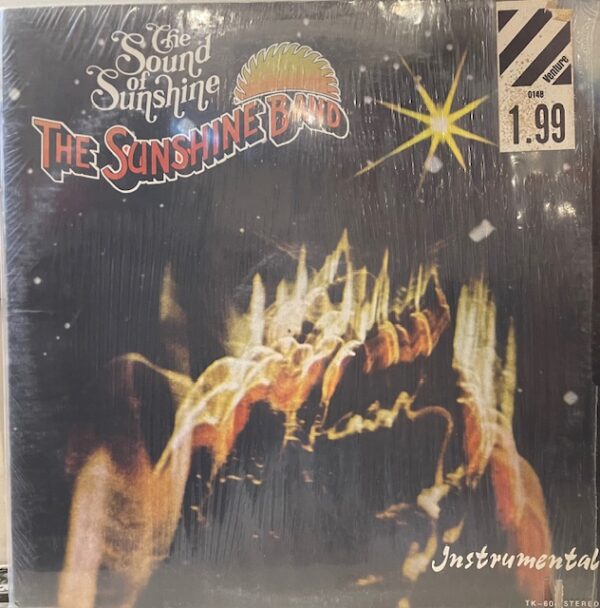 The
Sound
of
Sunshine
THE SUNSHINE BAND
Venture
0148
1.99
Instrumental
STEREO